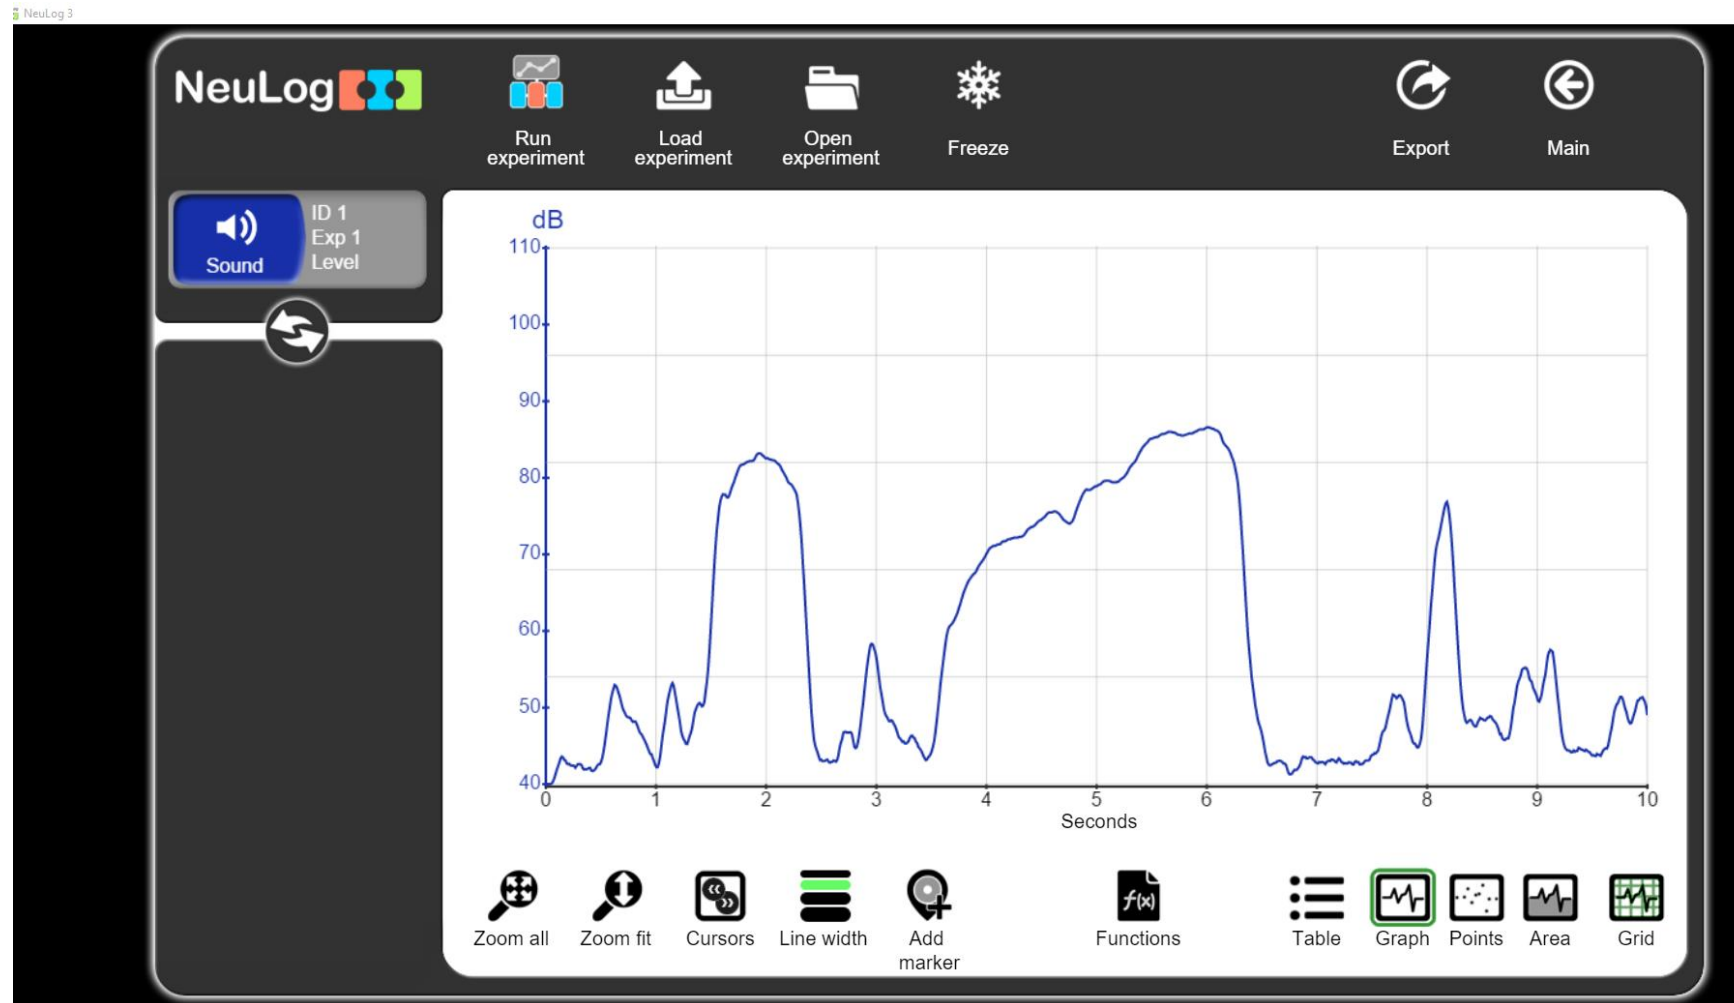 NeuLog 3
NeuLog
Run
experiment
Load
experiment
Open
experiment
Freeze
Export
Main
Sound
ID 1
Exp 1
Level
dB
110
100
90
80
70
60
50
40
0 1 2 3 4 5 6 7 8 9 10
Seconds
f(x)
Zoom all
Zoom fit
Cursors
Line width
Add
marker
Functions
Table
Graph
Points
Area
Grid